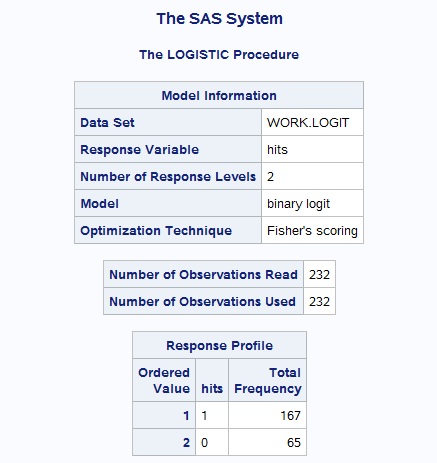 The SAS System
The LOGISTIC Procedure
Model Information
Data Set WORK.LOGIT
Response Variable hits
Number of Response Levels 2
Model binary logit
Optimization Technique Fisher's scoring
Number of Observations Read 232
Number of Observations Used 232
Response Profile
Ordered Total
Value hits Frequency
1 1 167
2 0 65